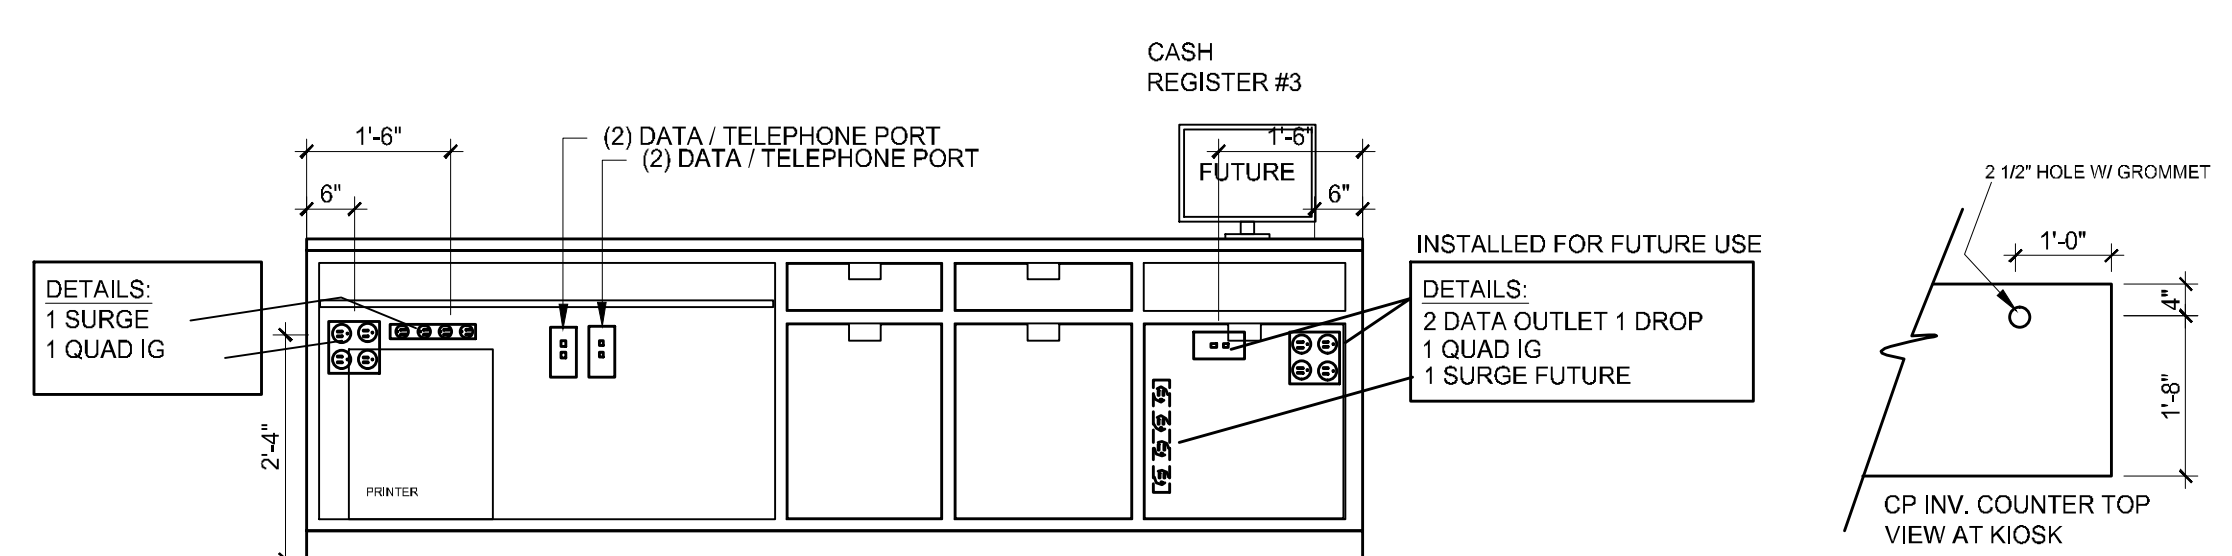 CASH
REGISTER #3
1'-6"
(2) DATA / TELEPHONE PORT
(2) DATA / TELEPHONE PORT
1'-6"
FUTURE
6"
6"
2 1/2" HOLE W/ GROMMET
INSTALLED FOR FUTURE USE
1'-0"
DETAILS:
1 SURGE
1 QUAD IG
DETAILS:
2 DATA OUTLET 1 DROP
1 QUAD IG
1 SURGE FUTURE
4"
1'-8"
2'-4"
PRINTER
CP INV. COUNTER TOP
VIEW AT KIOSK